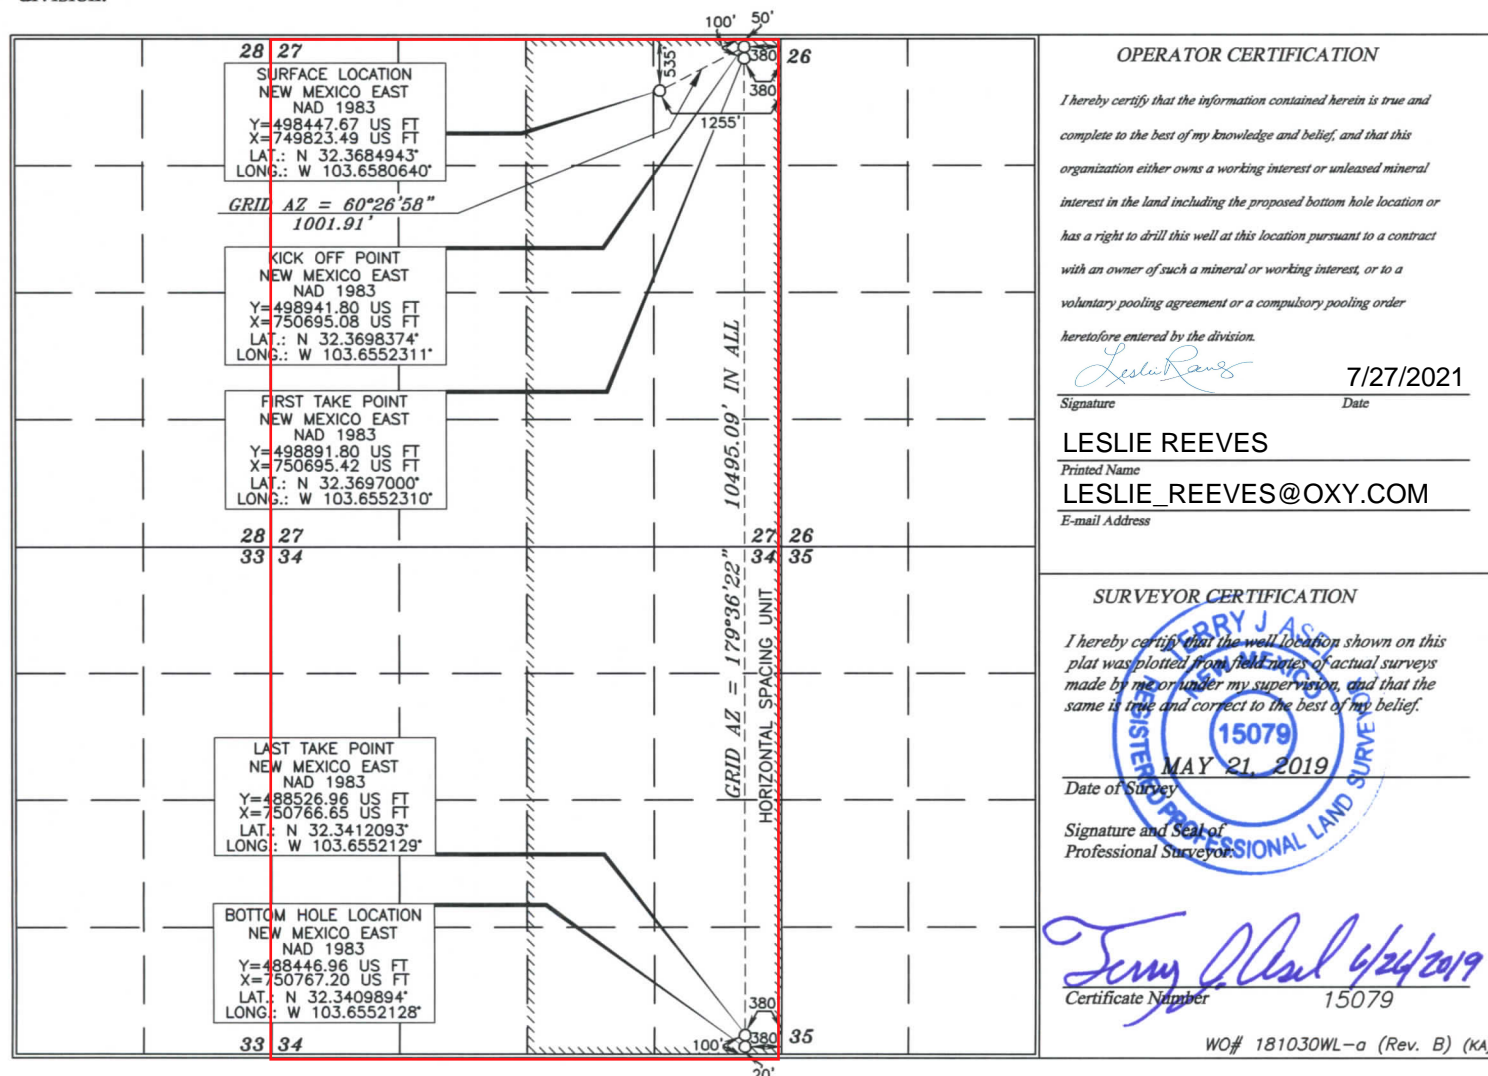 100' 50'
28 27
26
535'
380'
380'
1255'
SURFACE LOCATION
NEW MEXICO EAST
NAD 1983
Y=498447.67 US FT
X=749823.49 US FT
LAT.: N 32.3684943°
LONG.: W 103.6580640°
GRID AZ = 60°26'58"
1001.91'
KICK OFF POINT
NEW MEXICO EAST
NAD 1983
Y=498941.80 US FT
X=750695.08 US FT
LAT.: N 32.3698374°
LONG.: W 103.6552311°
FIRST TAKE POINT
NEW MEXICO EAST
NAD 1983
Y=498891.80 US FT
X=750695.42 US FT
LAT.: N 32.3697000°
LONG.: W 103.6552310°
10495.09' IN ALL
28 27
27 26
33 34
34 35
GRID AZ = 179°36'22"
HORIZONTAL SPACING UNIT
LAST TAKE POINT
NEW MEXICO EAST
NAD 1983
Y=488526.96 US FT
X=750766.65 US FT
LAT.: N 32.3412093°
LONG.: W 103.6552129°
BOTTOM HOLE LOCATION
NEW MEXICO EAST
NAD 1983
Y=488446.96 US FT
X=750767.20 US FT
LAT.: N 32.3409894°
LONG.: W 103.6552128°
380'
380'
100'
20'
33 34
35
OPERATOR CERTIFICATION
I hereby certify that the information contained herein is true and
complete to the best of my knowledge and belief, and that this
organization either owns a working interest or unleased mineral
interest in the land including the proposed bottom hole location or
has a right to drill this well at this location pursuant to a contract
with an owner of such a mineral or working interest, or to a
voluntary pooling agreement or a compulsory pooling order
heretofore entered by the division.
7/27/2021
Signature Date
LESLIE REEVES
Printed Name
LESLIE_REEVES@OXY.COM
E-mail Address
SURVEYOR CERTIFICATION
I hereby certify that the well location shown on this
plat was plotted from field notes of actual surveys
made by me or under my supervision, and that the
same is true and correct to the best of my belief.
TERRY J ASEL
NEW MEXICO
15079
REGISTERED PROFESSIONAL LAND SURVEYOR
MAY 21, 2019
Date of Survey
Signature and Seal of
Professional Surveyor:
Terry J. Asel 6/26/2019
Certificate Number 15079
WO# 181030WL-a (Rev. B) (KA)